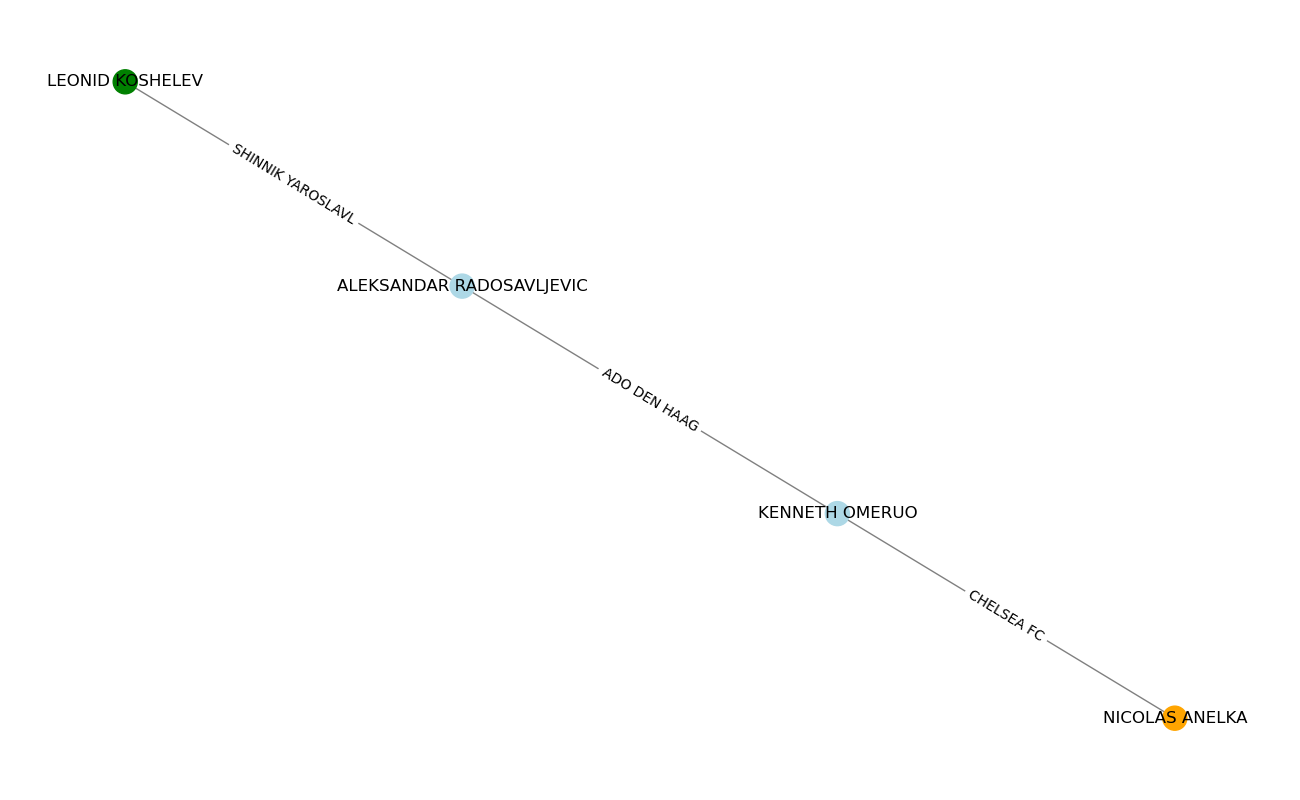 LEONID KOSHELEV
SHINNIK YAROSLAVL
ALEKSANDAR RADOSAVLJEVIC
ADO DEN HAAG
KENNETH OMERUO
CHELSEA FC
NICOLAS ANELKA